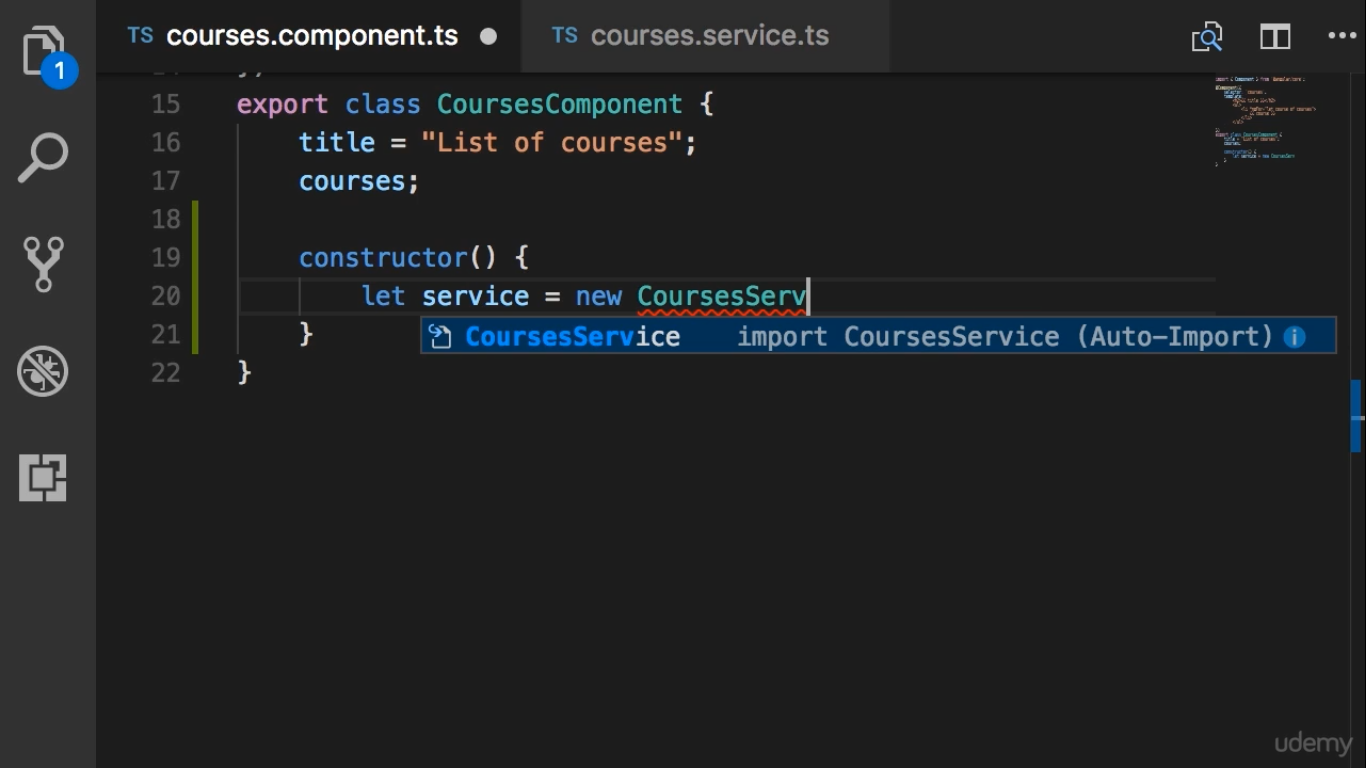 1
TS courses.component.ts
TS courses.service.ts
15 export class CoursesComponent {
16 title = "List of courses";
17 courses;
18
19 constructor() {
20 let service = new CoursesServ
21 }
CoursesService import CoursesService (Auto-Import)
22 }
udemy